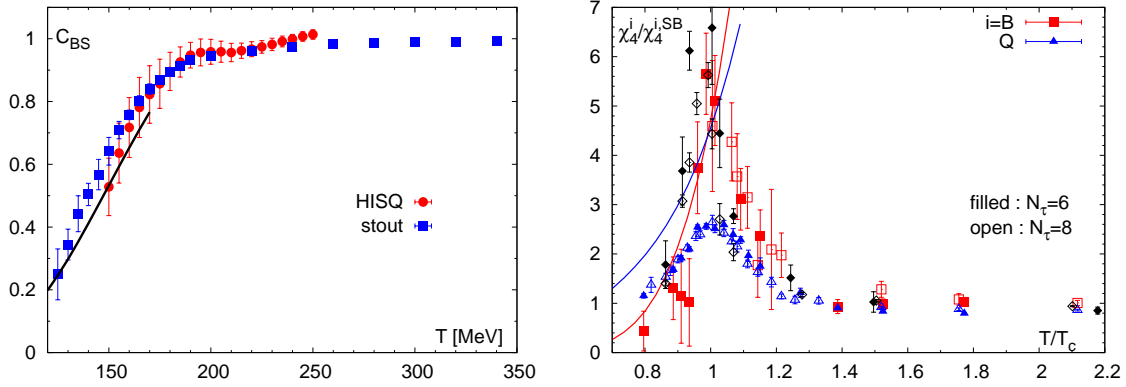 C_BS
HISQ
stout
T [MeV]
0
0.2
0.4
0.6
0.8
1
150
200
250
300
350
χ₄ⁱ/χ₄^{i,SB}
i=B
Q
filled : N_τ=6
open : N_τ=8
T/T_c
0
1
2
3
4
5
6
7
0.8
1
1.2
1.4
1.6
1.8
2
2.2